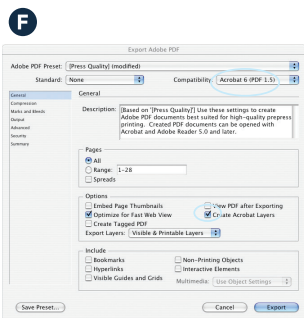 F
Export Adobe PDF
Adobe PDF Preset: [Press Quality] (modified)
Standard: None Compatibility: Acrobat 6 (PDF 1.5)
General
Compression
Marks and Bleeds
Output
Advanced
Security
Summary
General
Description: [Based on '[Press Quality]'] Use these settings to create
Adobe PDF documents best suited for high-quality prepress
printing. Created PDF documents can be opened with
Acrobat and Adobe Reader 5.0 and later.
Pages
All
Range: 1-28
Spreads
Options
Embed Page Thumbnails View PDF after Exporting
Optimize for Fast Web View Create Acrobat Layers
Create Tagged PDF
Export Layers: Visible & Printable Layers
Include
Bookmarks Non-Printing Objects
Hyperlinks Interactive Elements
Visible Guides and Grids Multimedia: Use Object Settings
Save Preset... Cancel Export